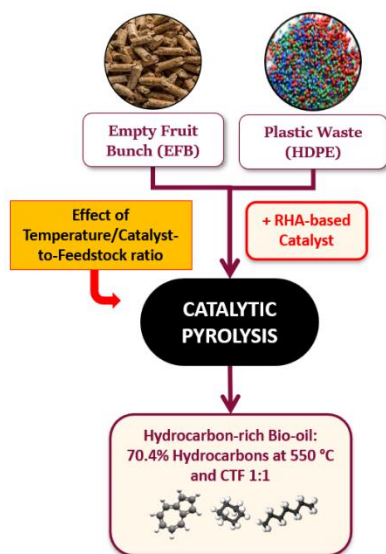 Empty Fruit
Bunch (EFB)
Plastic Waste
(HDPE)
Effect of
Temperature/Catalyst-
to-Feedstock ratio
+ RHA-based
Catalyst
CATALYTIC
PYROLYSIS
Hydrocarbon-rich Bio-oil:
70.4% Hydrocarbons at 550 °C
and CTF 1:1